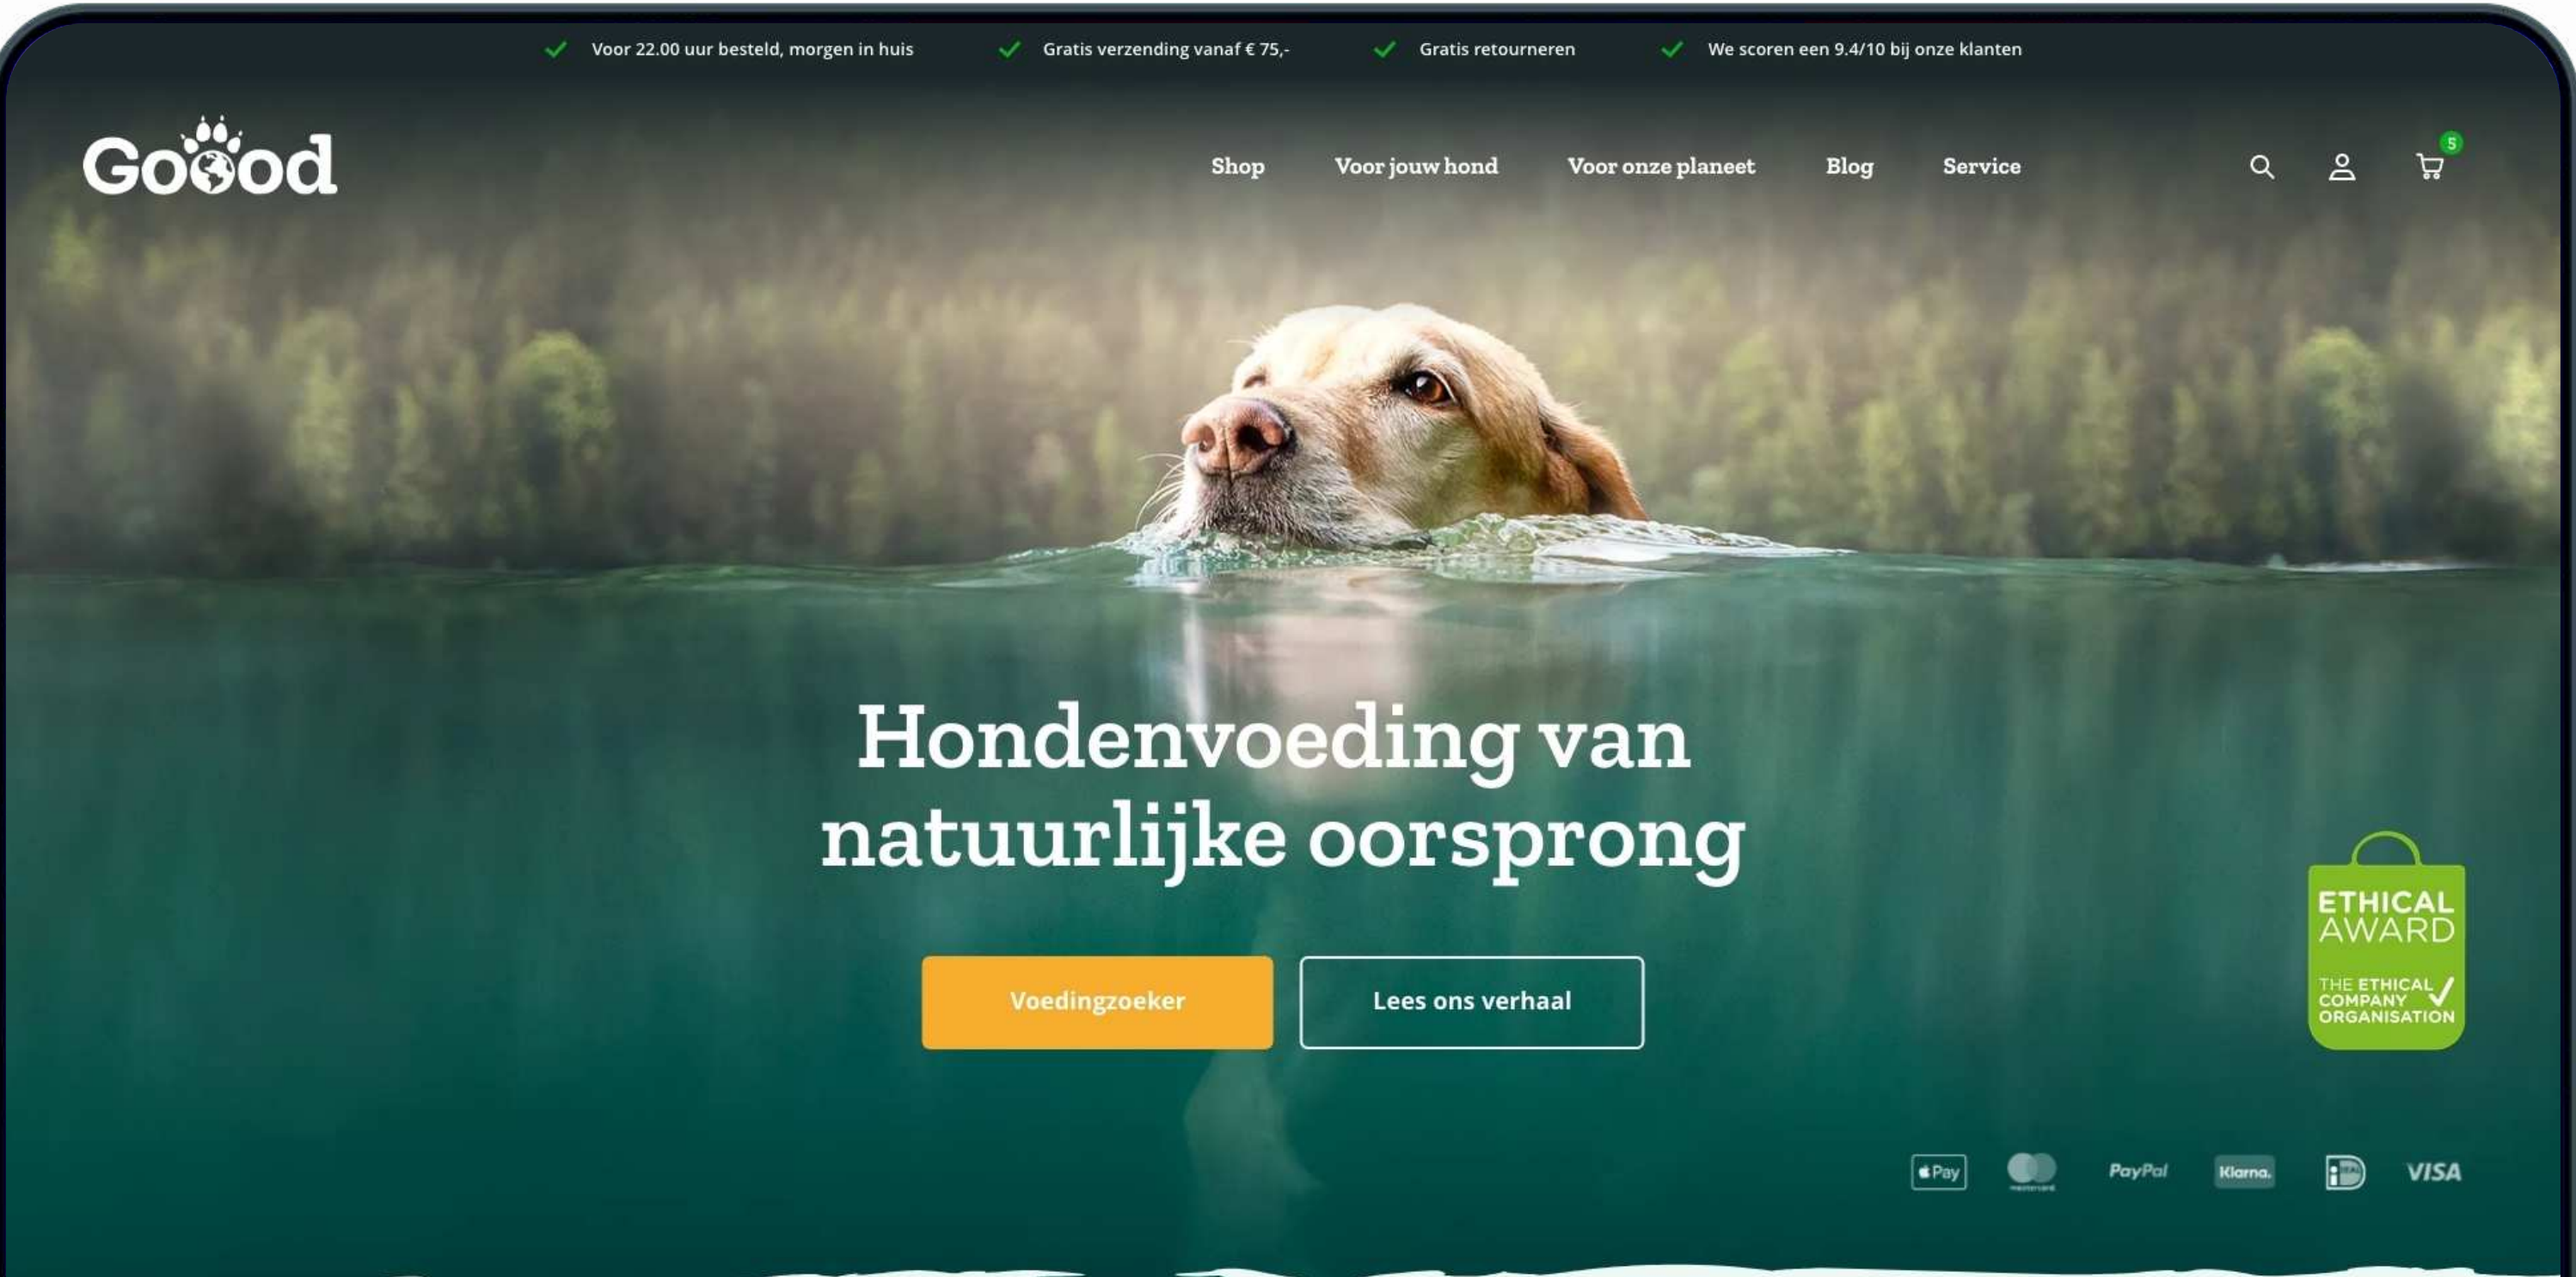 Voor 22.00 uur besteld, morgen in huis
Gratis verzending vanaf € 75,-
Gratis retourneren
We scoren een 9.4/10 bij onze klanten
Goood
Shop
Voor jouw hond
Voor onze planeet
Blog
Service
5
Hondenvoeding van
natuurlijke oorsprong
Voedingzoeker
Lees ons verhaal
ETHICAL
AWARD
THE ETHICAL
COMPANY
ORGANISATION
Pay
mastercard
PayPal
Klarna.
iDEAL
VISA